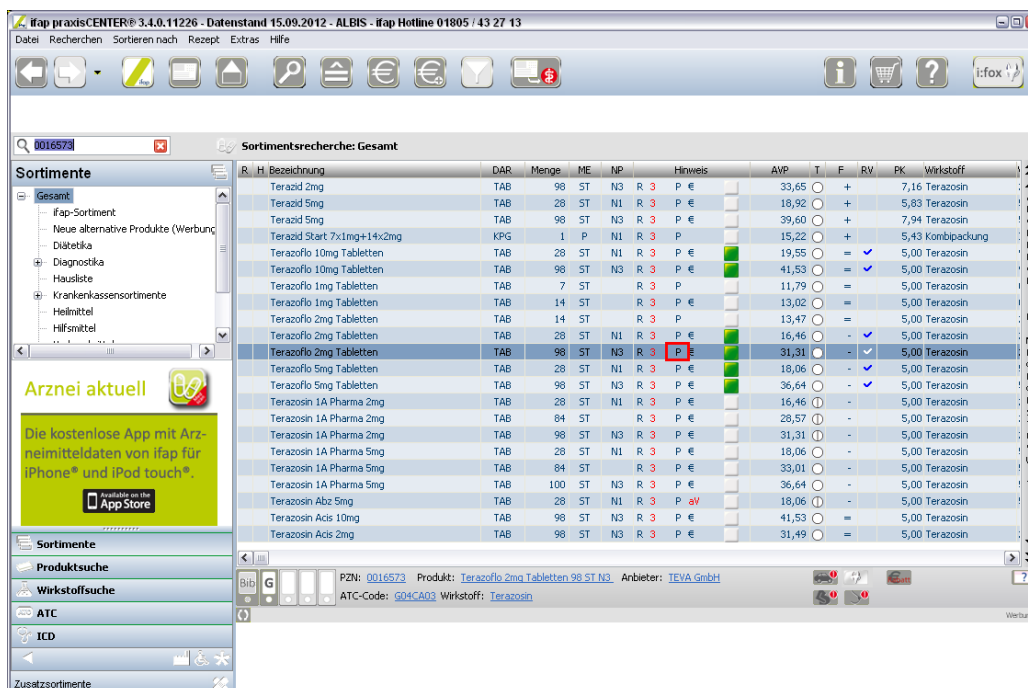 ifap praxisCENTER® 3.4.0.11226 - Datenstand 15.09.2012 - ALBIS - ifap Hotline 01805 / 43 27 13
Datei Recherchen Sortieren nach Rezept Extras Hilfe
ifap
i
?
i:fox
0016573
Sortimentsrecherche: Gesamt
Sortimente
Gesamt
ifap-Sortiment
Neue alternative Produkte (Werbung
Diätetika
Diagnostika
Hausliste
Krankenkassensortimente
Heilmittel
Hilfsmittel
Arznei aktuell
Die kostenlose App mit Arz-
neimitteldaten von ifap für
iPhone® und iPod touch®.
Available on the
App Store
Sortimente
Produktsuche
Wirkstoffsuche
ATC
ICD
Zusatzsortimente
R H Bezeichnung DAR Menge ME NP Hinweis AVP T F RV PK Wirkstoff
Terazid 2mg TAB 98 ST N3 R 3 P € 33,65 + 7,16 Terazosin
Terazid 5mg TAB 28 ST N1 R 3 P € 18,92 + 5,83 Terazosin
Terazid 5mg TAB 98 ST N3 R 3 P € 39,60 + 7,94 Terazosin
Terazid Start 7x1mg+14x2mg KPG 1 P N1 R 3 P 15,22 + 5,43 Kombipackung
Terazoflo 10mg Tabletten TAB 28 ST N1 R 3 P € 19,55 = ✔ 5,00 Terazosin
Terazoflo 10mg Tabletten TAB 98 ST N3 R 3 P € 41,53 = ✔ 5,00 Terazosin
Terazoflo 1mg Tabletten TAB 7 ST R 3 P 11,79 = 5,00 Terazosin
Terazoflo 1mg Tabletten TAB 14 ST R 3 P € 13,02 = 5,00 Terazosin
Terazoflo 2mg Tabletten TAB 14 ST R 3 P 13,47 = 5,00 Terazosin
Terazoflo 2mg Tabletten TAB 28 ST N1 R 3 P € 16,46 - ✔ 5,00 Terazosin
Terazoflo 2mg Tabletten TAB 98 ST N3 R 3 P € 31,31 - ✔ 5,00 Terazosin
Terazoflo 5mg Tabletten TAB 28 ST N1 R 3 P € 18,06 - ✔ 5,00 Terazosin
Terazoflo 5mg Tabletten TAB 98 ST N3 R 3 P € 36,64 - ✔ 5,00 Terazosin
Terazosin 1A Pharma 2mg TAB 28 ST N1 R 3 P € 16,46 - 5,00 Terazosin
Terazosin 1A Pharma 2mg TAB 84 ST R 3 P € 28,57 - 5,00 Terazosin
Terazosin 1A Pharma 2mg TAB 98 ST N3 R 3 P € 31,31 - 5,00 Terazosin
Terazosin 1A Pharma 5mg TAB 28 ST N1 R 3 P € 18,06 - 5,00 Terazosin
Terazosin 1A Pharma 5mg TAB 84 ST R 3 P € 33,01 - 5,00 Terazosin
Terazosin 1A Pharma 5mg TAB 100 ST N3 R 3 P € 36,64 - 5,00 Terazosin
Terazosin Abz 5mg TAB 28 ST N1 R 3 P aV 18,06 - 5,00 Terazosin
Terazosin Acis 10mg TAB 98 ST N3 R 3 P € 41,53 = 5,00 Terazosin
Terazosin Acis 2mg TAB 98 ST N3 R 3 P € 31,49 = 5,00 Terazosin
Bib G
PZN: 0016573 Produkt: Terazoflo 2mg Tabletten 98 ST N3 Anbieter: TEVA GmbH
ATC-Code: G04CA03 Wirkstoff: Terazosin
?
Werbu